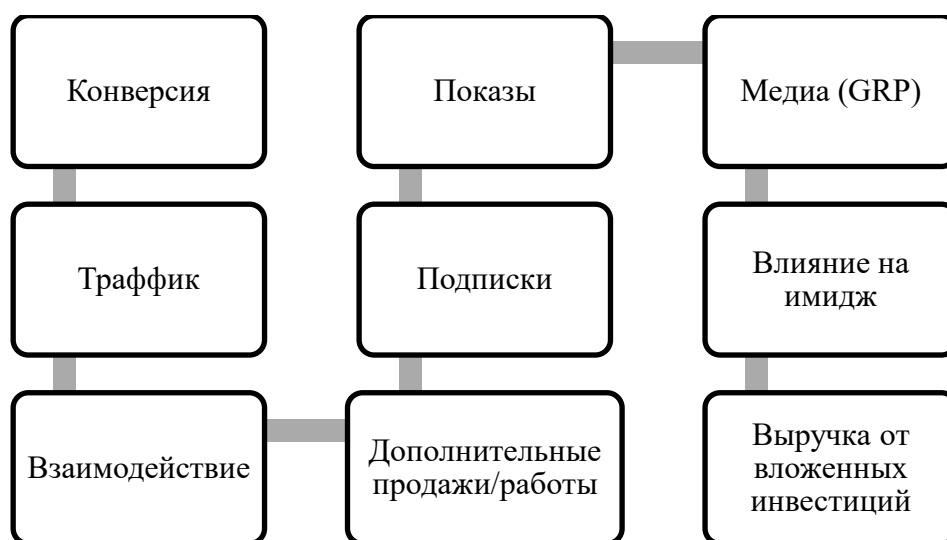 Конверсия
Траффик
Взаимодействие
Дополнительные
продажи/работы
Подписки
Показы
Медиа (GRP)
Влияние на
имидж
Выручка от
вложенных
инвестиций